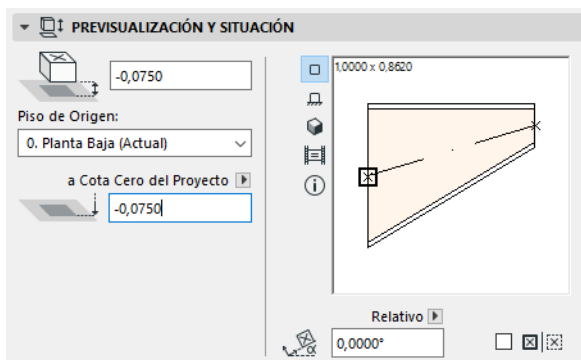 PREVISUALIZACIÓN Y SITUACIÓN
-0,0750
Piso de Origen:
0. Planta Baja (Actual)
a Cota Cero del Proyecto
-0,0750
1,0000 x 0,8620
Relativo
α
0,0000°